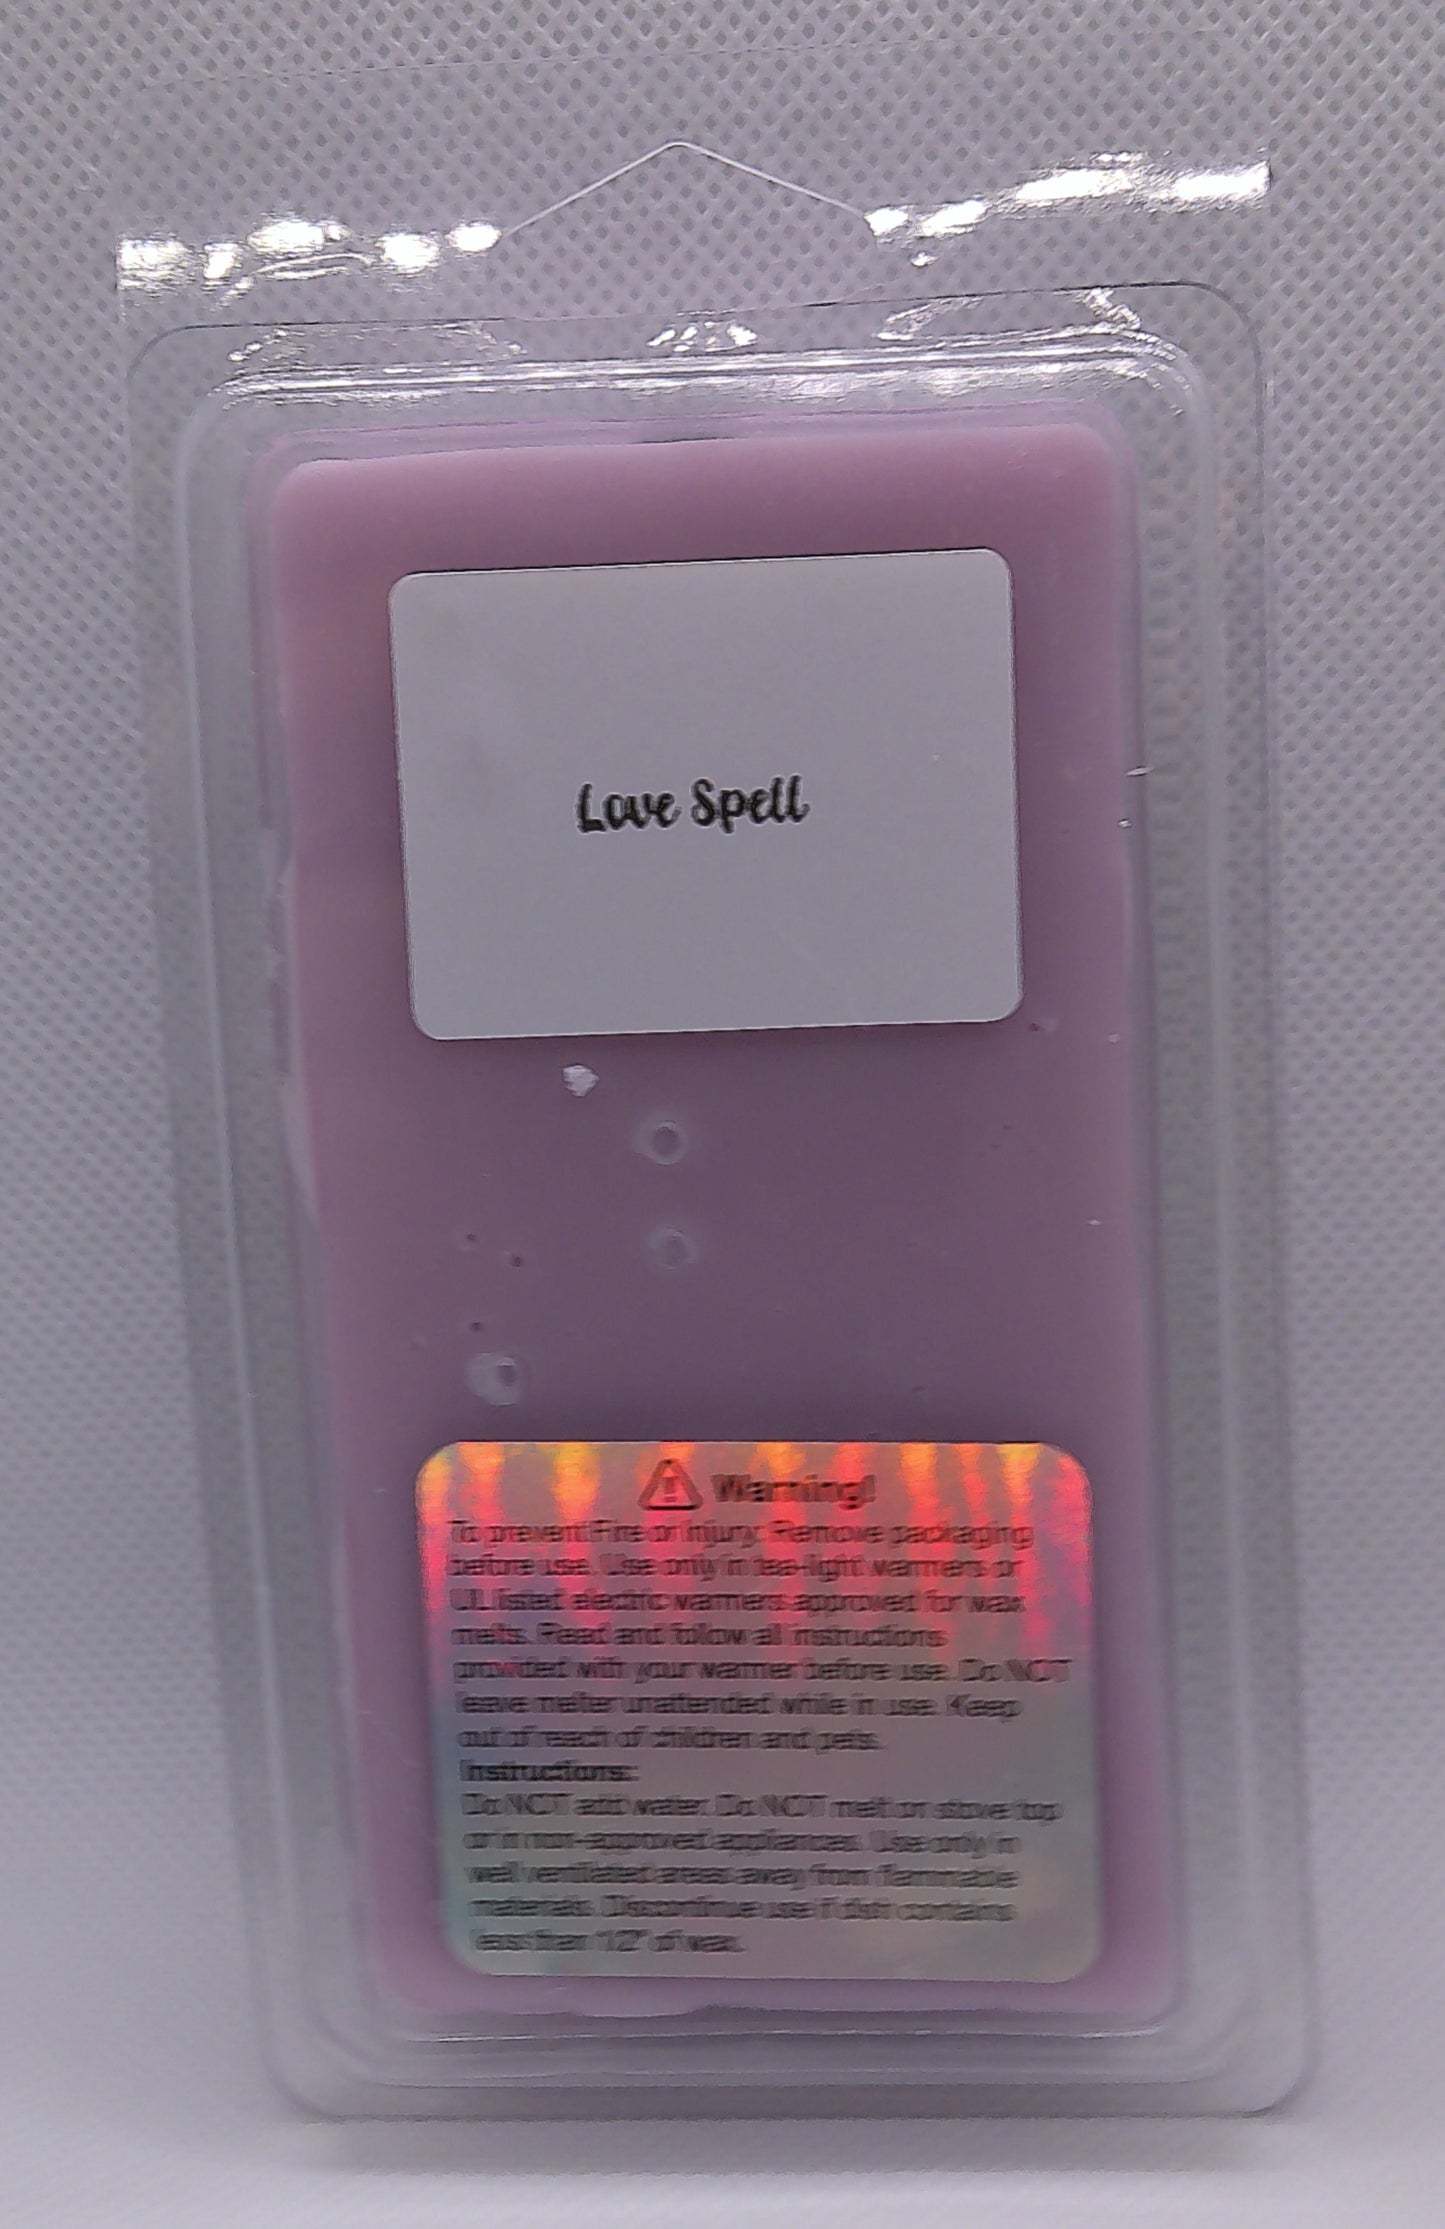 Love Spell
Warning!
To prevent Fire or Injury: Remove packaging
before use. Use only in tea-light warmers or
UL listed electric warmers approved for wax
melts. Read and follow all instructions
provided with your warmer before use. Do NOT
leave melter unattended while in use. Keep
out of reach of children and pets.
Instructions:
Do NOT add water. Do NOT melt on stove top
or in non-approved appliances. Use only in
well ventilated areas away from flammable
materials. Discontinue use if dish contains
less than 1/2" of wax.